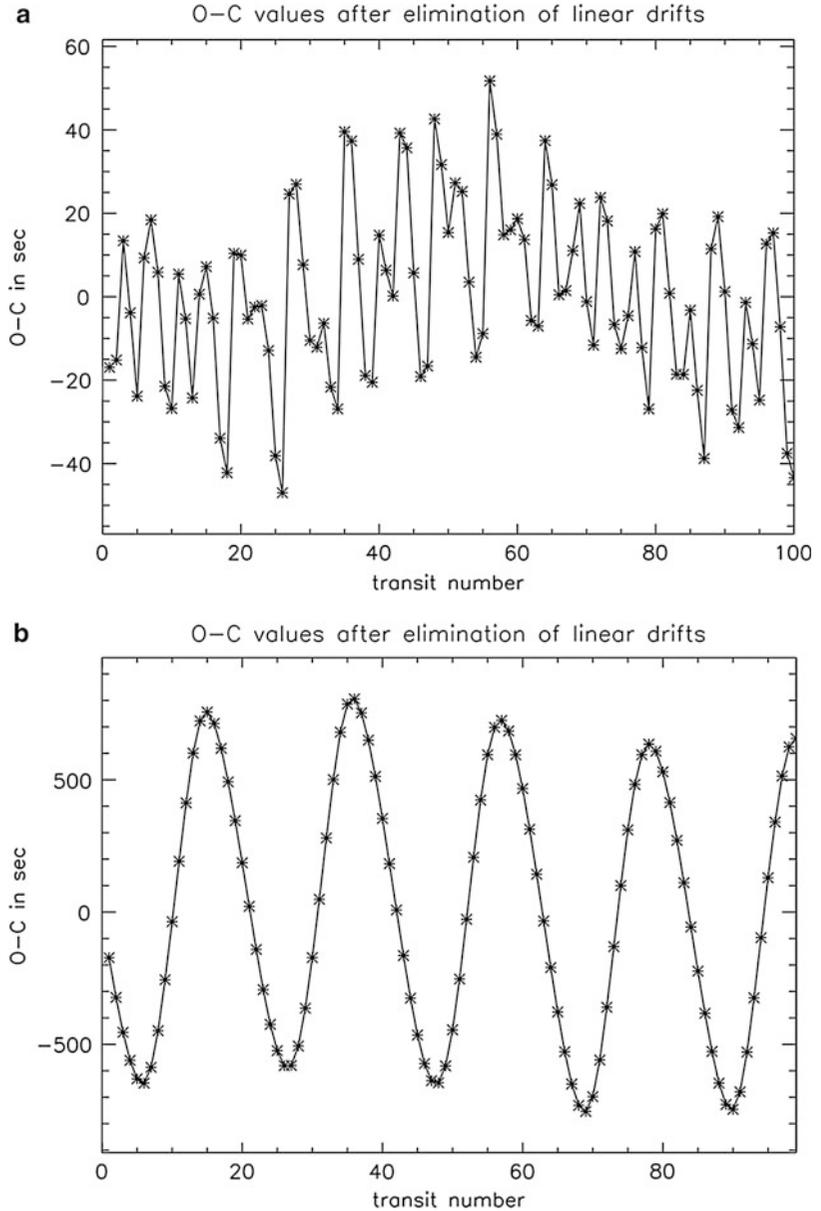 a
O-C values after elimination of linear drifts
60
40
20
0
-20
-40
O-C in sec
0 20 40 60 80 100
transit number
b
O-C values after elimination of linear drifts
500
0
-500
O-C in sec
0 20 40 60 80
transit number